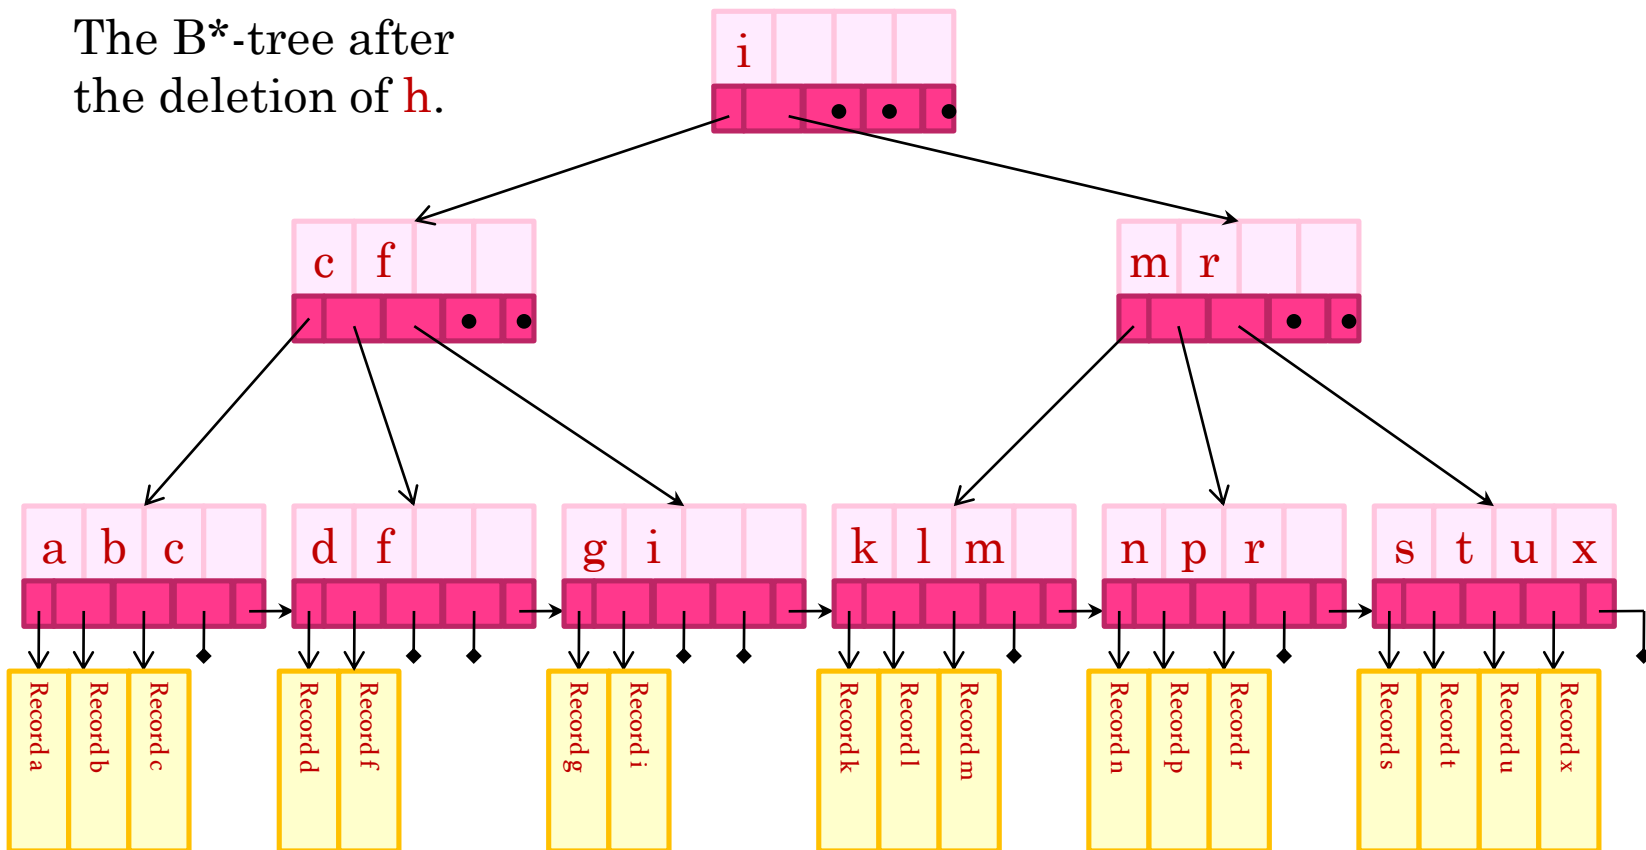 The B*-tree after
the deletion of h.
i
c f
m r
a b c
d f
g i
k l m
n p r
s t u x
Record a
Record b
Record c
Record d
Record f
Record g
Record i
Record k
Record l
Record m
Record n
Record p
Record r
Record s
Record t
Record u
Record x